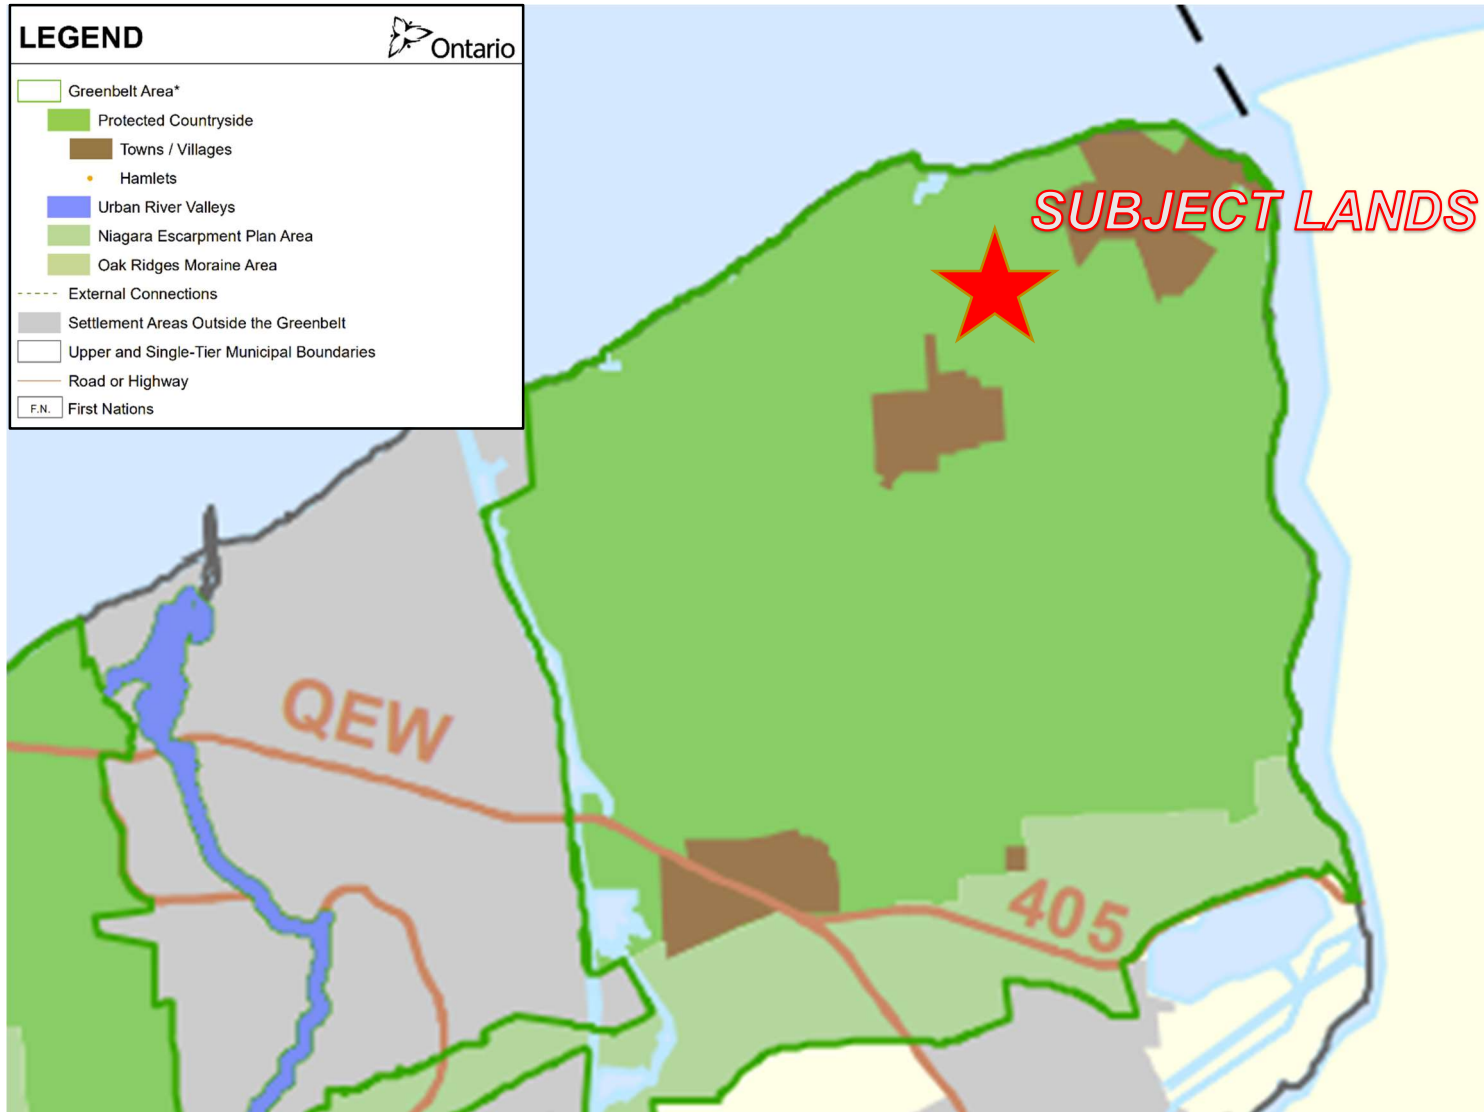 LEGEND
Ontario
Greenbelt Area*
Protected Countryside
Towns / Villages
Hamlets
Urban River Valleys
Niagara Escarpment Plan Area
Oak Ridges Moraine Area
External Connections
Settlement Areas Outside the Greenbelt
Upper and Single-Tier Municipal Boundaries
Road or Highway
F.N. First Nations
SUBJECT LANDS
QEW
405